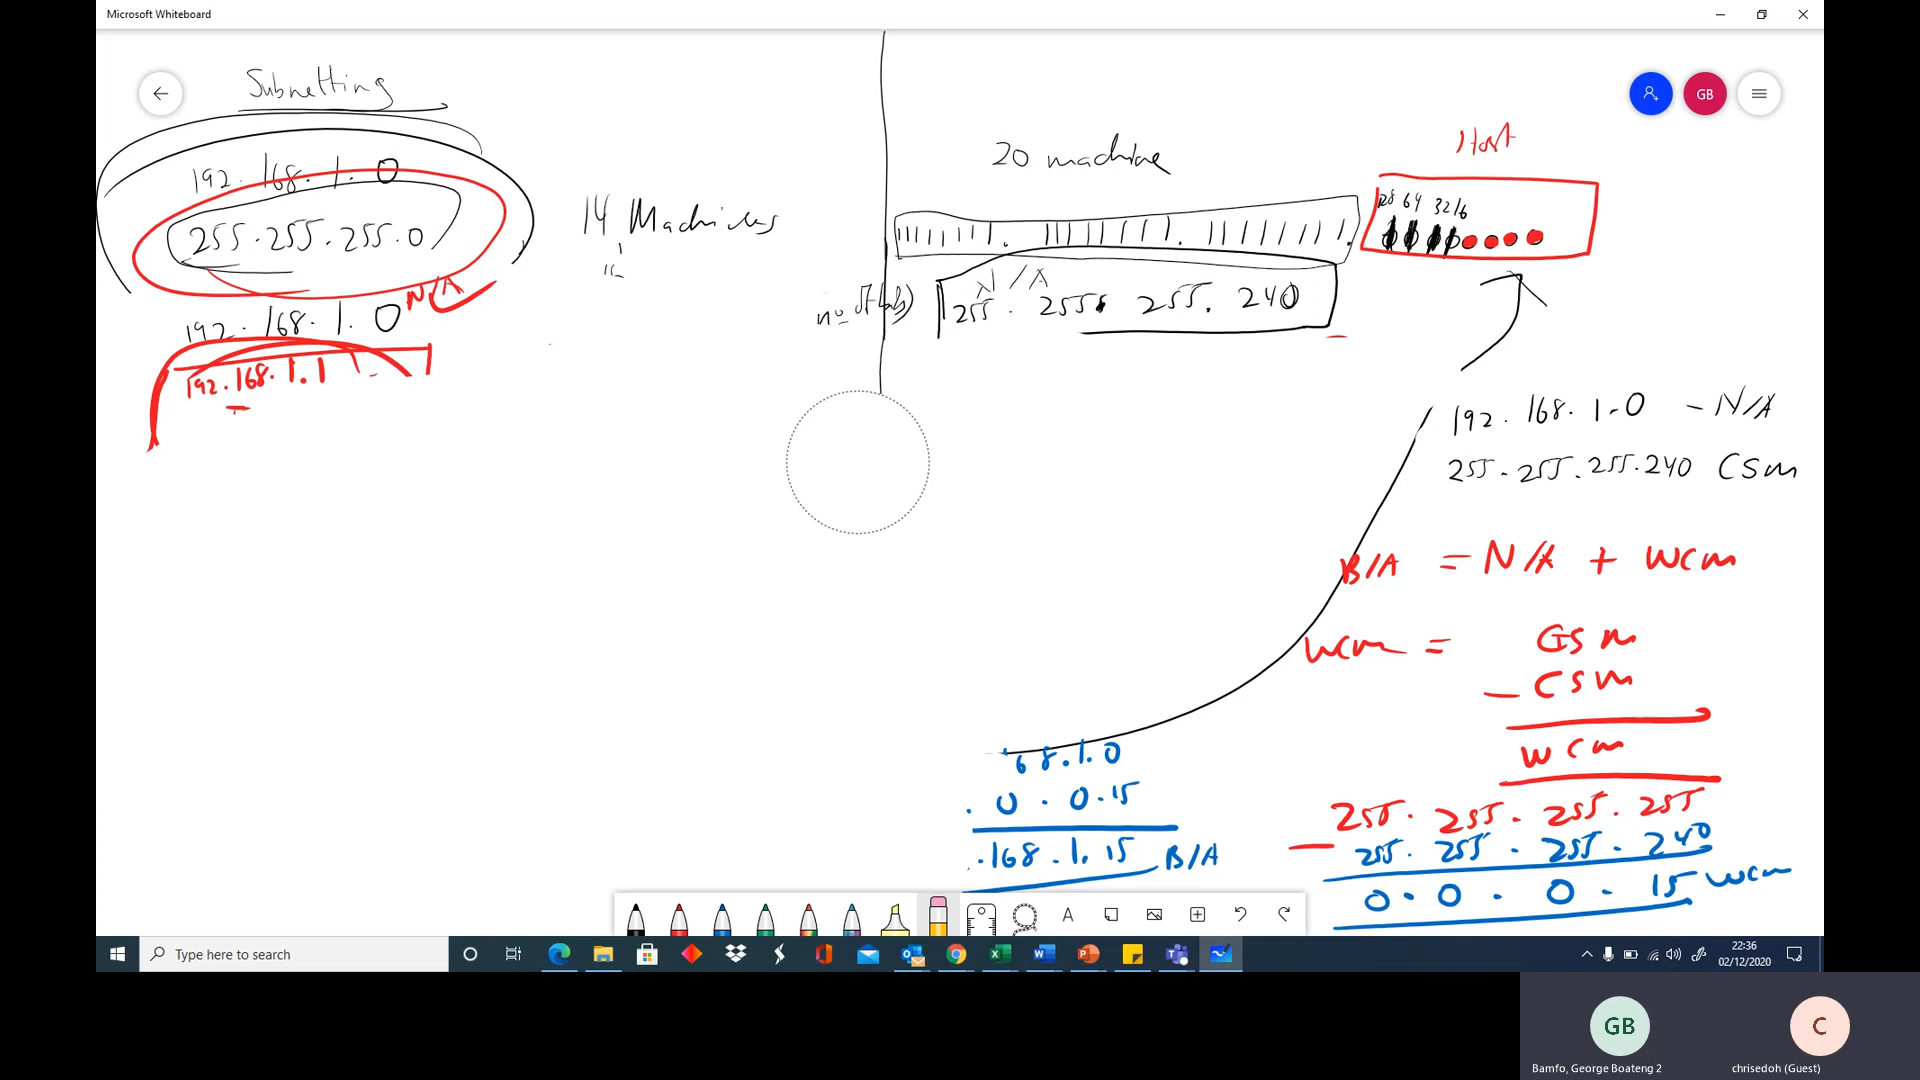 Microsoft Whiteboard
Subnetting
192.168.1.0
255.255.255.0
N/A
192.168.1.0
192.168.1.1
14 Machines
20 machine
Host
128 64 32 16
N/A
255.255.255.240
192.168.1.0 - N/A
255.255.255.240 CSM
B/A = N/A + WCM
WCM = GSM
- CSM
WCM
255.255.255.255
- 255.255.255.240
0.0.0.15 WCM
68.1.0
.0.0.15
.168.1.15 B/A
GB
A
Type here to search
22:36
02/12/2020
GB
C
Bamfo, George Boateng 2
chrisedoh (Guest)